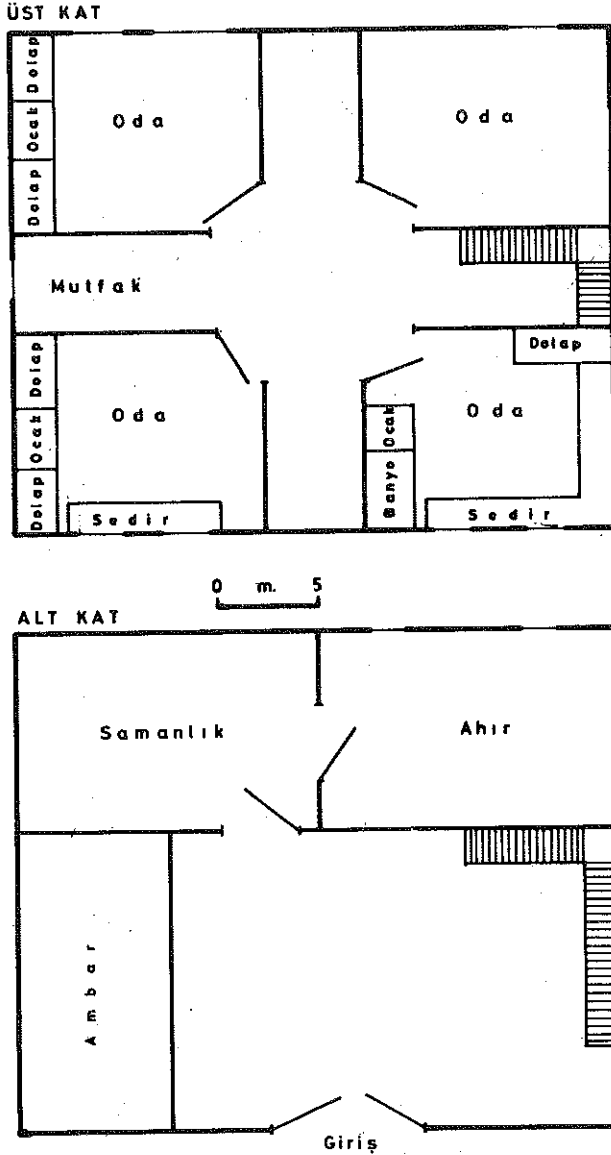 ÜST KAT
Dolap
Ocak
Dolap
Oda
Oda
Mutfak
Dolap
Dolap
Ocak
Dolap
Oda
Sedir
Ocak
Banyo
Oda
Sedir
0 m. 5
ALT KAT
Samanlık
Ahır
Ambar
Giriş